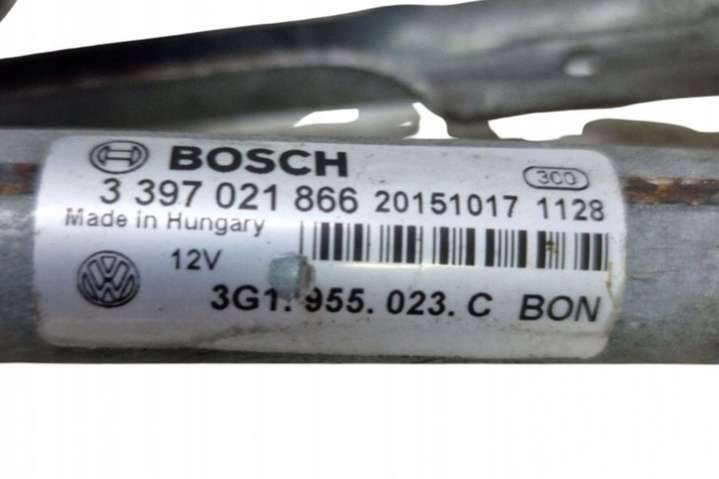 BOSCH
300
3 397 021 866 20151017 1128
Made in Hungary
12V
3G1.955.023.C BON